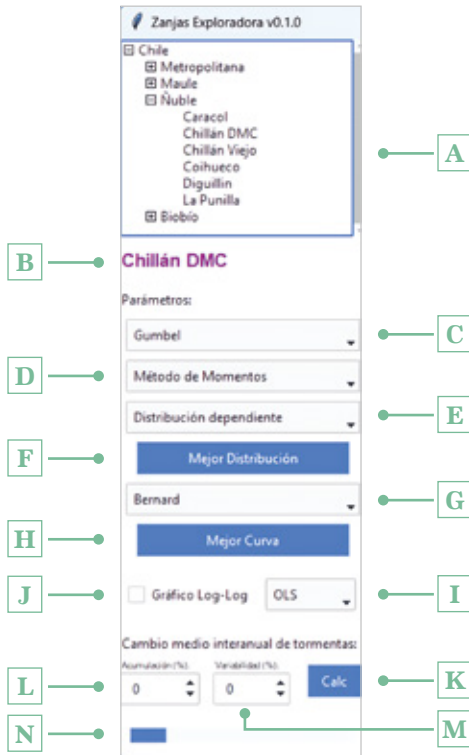 Zanjas Exploradora v0.1.0
Chile
Metropolitana
Maule
Ñuble
Caracol
Chillán DMC
Chillán Viejo
Coihueco
Diguillin
La Punilla
Biobío
A
B
Chillán DMC
Parámetros:
Gumbel
C
D
Método de Momentos
Distribución dependiente
E
F
Mejor Distribución
Bernard
G
H
Mejor Curva
J
Gráfico Log-Log
OLS
I
Cambio medio interanual de tormentas:
Acumulación (%):
Variabilidad (%):
L
0
0
Calc
K
M
N